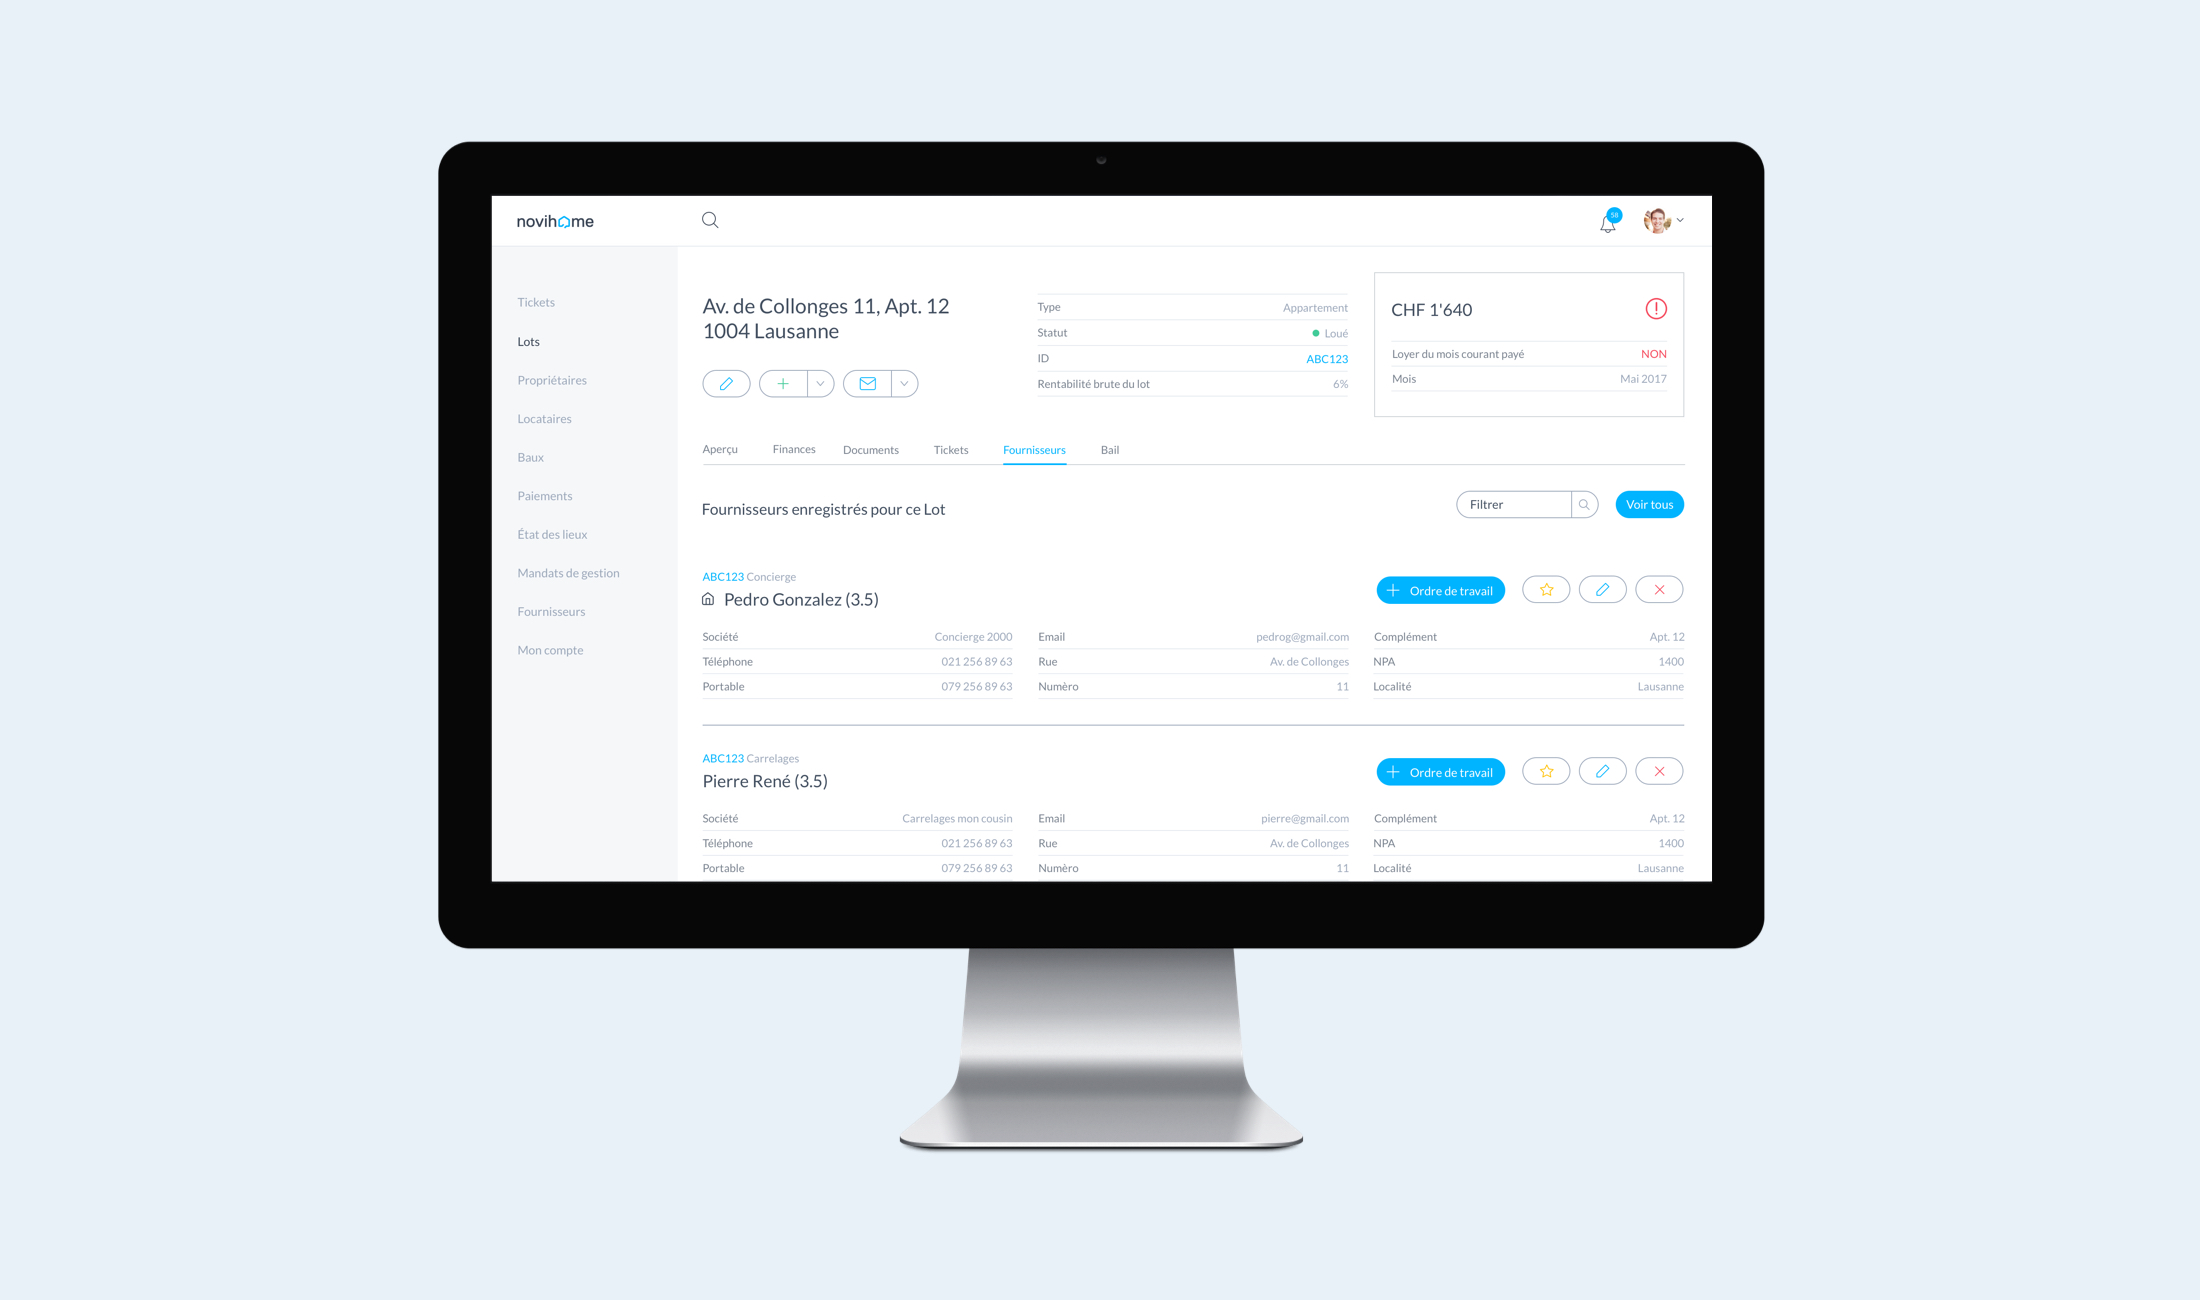 novihome
58
Tickets
Lots
Propriétaires
Locataires
Baux
Paiements
État des lieux
Mandats de gestion
Fournisseurs
Mon compte
Av. de Collonges 11, Apt. 12
1004 Lausanne
Type Appartement
Statut Loué
ID ABC123
Rentabilité brute du lot 6%
CHF 1'640
Loyer du mois courant payé NON
Mois Mai 2017
Aperçu Finances Documents Tickets Fournisseurs Bail
Fournisseurs enregistrés pour ce Lot
Filtrer Voir tous
ABC123 Concierge
Pedro Gonzalez (3.5)
Ordre de travail
Société Concierge 2000 Email pedrog@gmail.com Complément Apt. 12
Téléphone 021 256 89 63 Rue Av. de Collonges NPA 1400
Portable 079 256 89 63 Numèro 11 Localité Lausanne
ABC123 Carrelages
Pierre René (3.5)
Ordre de travail
Société Carrelages mon cousin Email pierre@gmail.com Complément Apt. 12
Téléphone 021 256 89 63 Rue Av. de Collonges NPA 1400
Portable 079 256 89 63 Numèro 11 Localité Lausanne